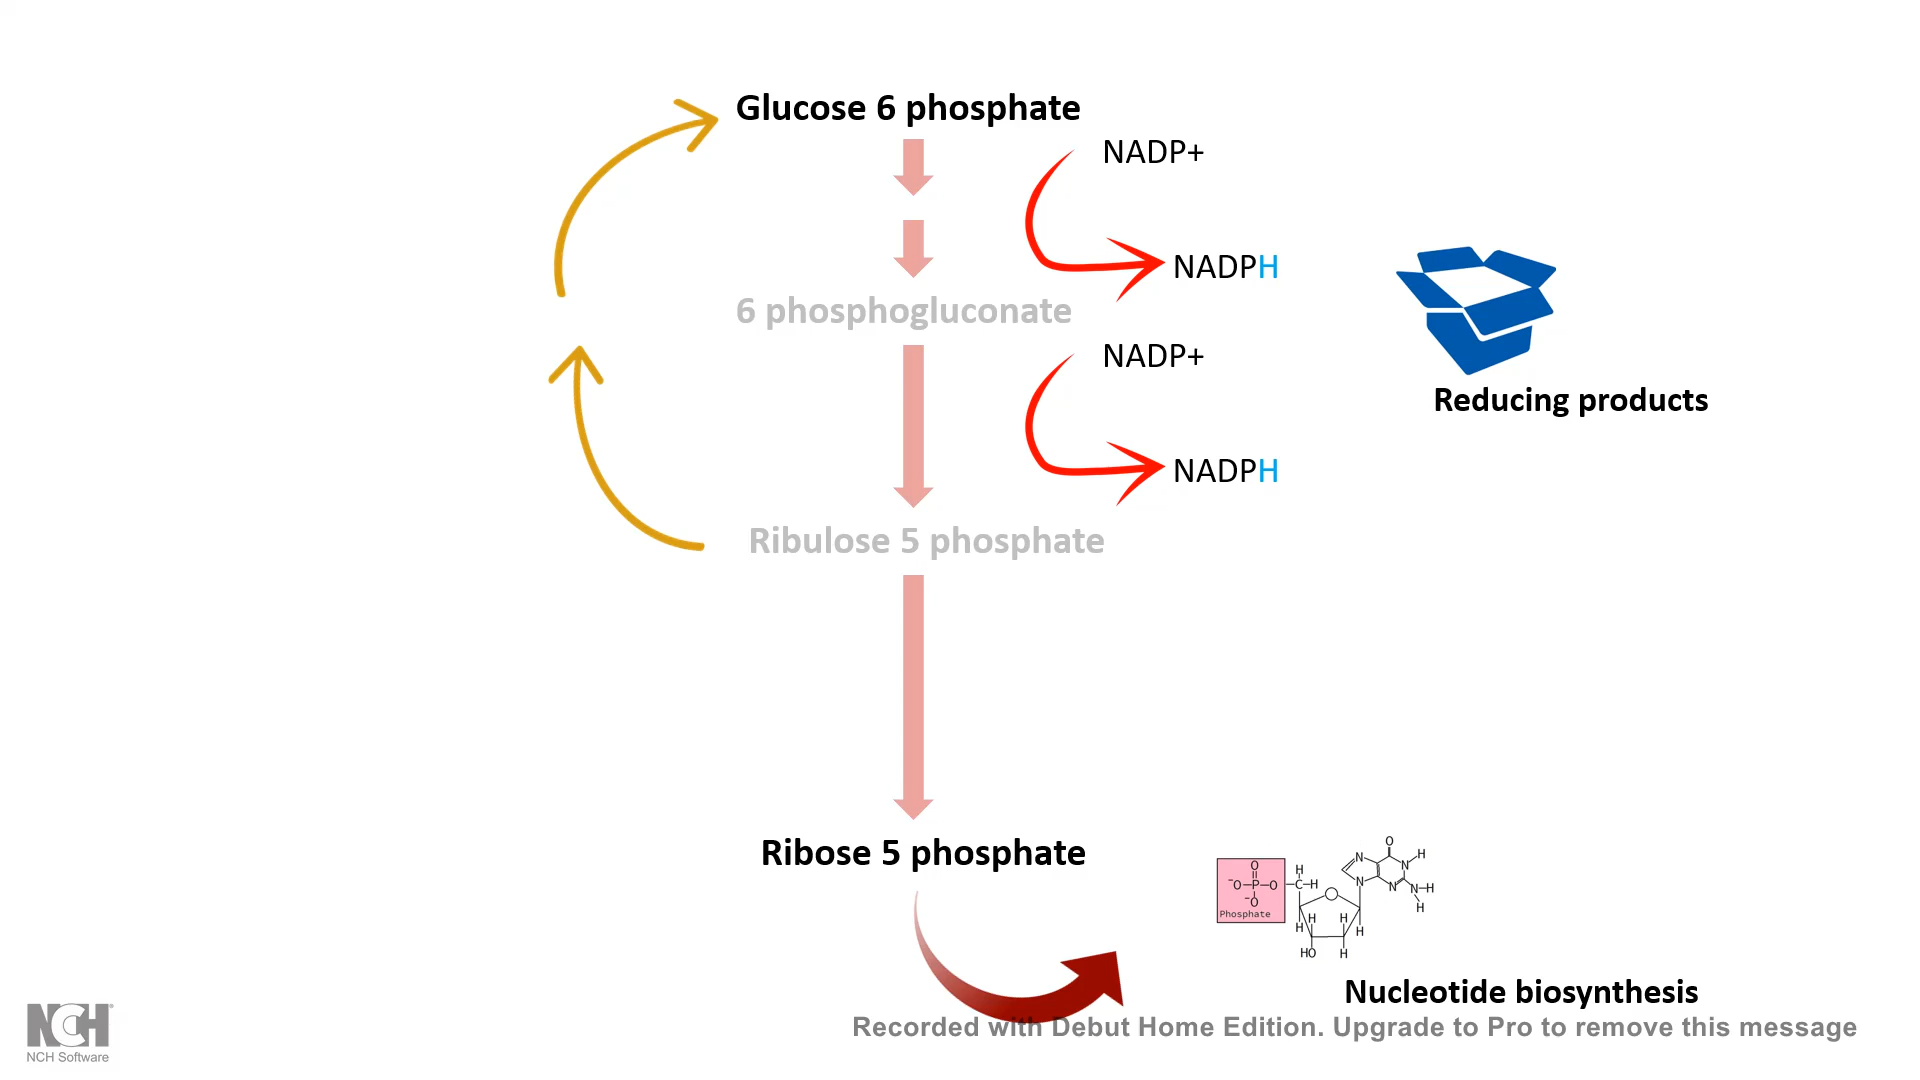 Glucose 6 phosphate
NADP+
NADPH
6 phosphogluconate
NADP+
NADPH
Reducing products
Ribulose 5 phosphate
Ribose 5 phosphate
O
-O-P-O
-O
Phosphate
H
C-H
H
O
H
HO
H
H
H
H
N
N
O
N
H
N
N-H
H
Nucleotide biosynthesis
NCH
NCH Software
Recorded with Debut Home Edition. Upgrade to Pro to remove this message